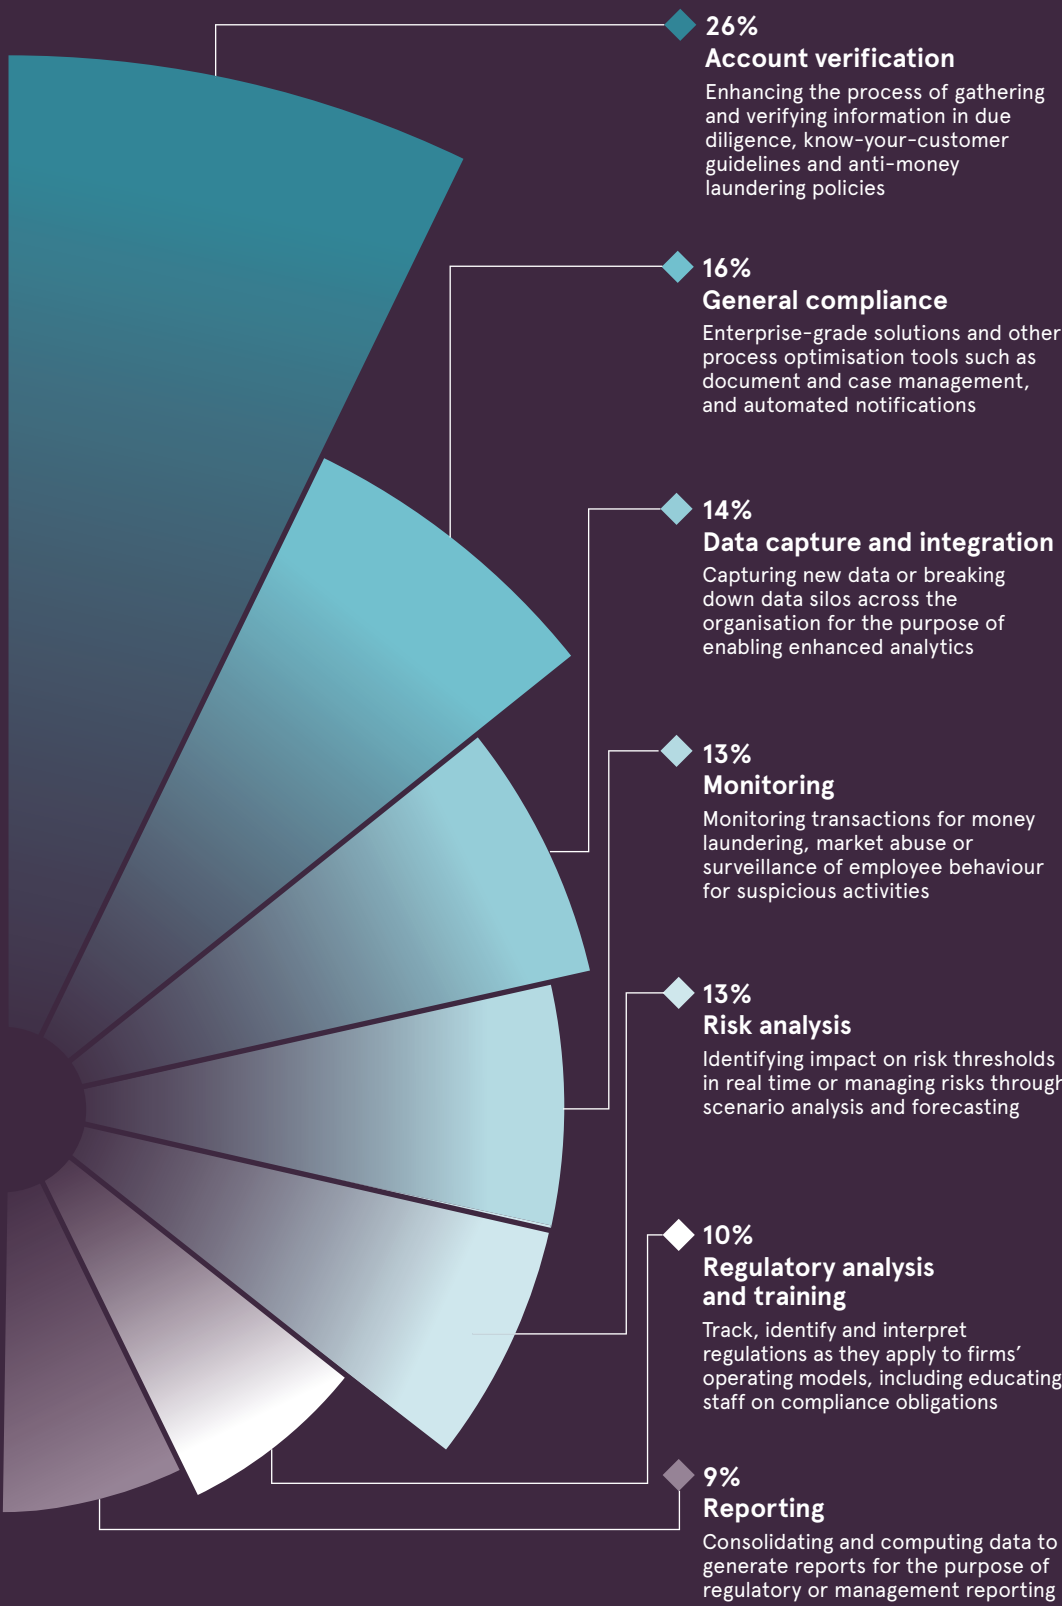 26%
Account verification
Enhancing the process of gathering
and verifying information in due
diligence, know-your-customer
guidelines and anti-money
laundering policies
16%
General compliance
Enterprise-grade solutions and other
process optimisation tools such as
document and case management,
and automated notifications
14%
Data capture and integration
Capturing new data or breaking
down data silos across the
organisation for the purpose of
enabling enhanced analytics
13%
Monitoring
Monitoring transactions for money
laundering, market abuse or
surveillance of employee behaviour
for suspicious activities
13%
Risk analysis
Identifying impact on risk thresholds
in real time or managing risks through
scenario analysis and forecasting
10%
Regulatory analysis
and training
Track, identify and interpret
regulations as they apply to firms’
operating models, including educating
staff on compliance obligations
9%
Reporting
Consolidating and computing data to
generate reports for the purpose of
regulatory or management reporting